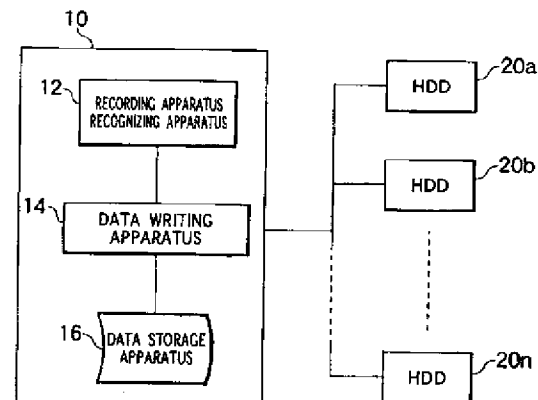 10
12
RECORDING APPARATUS
RECOGNIZING APPARATUS
14
DATA WRITING
APPARATUS
16
DATA STORAGE
APPARATUS
HDD
20a
HDD
20b
HDD
20n